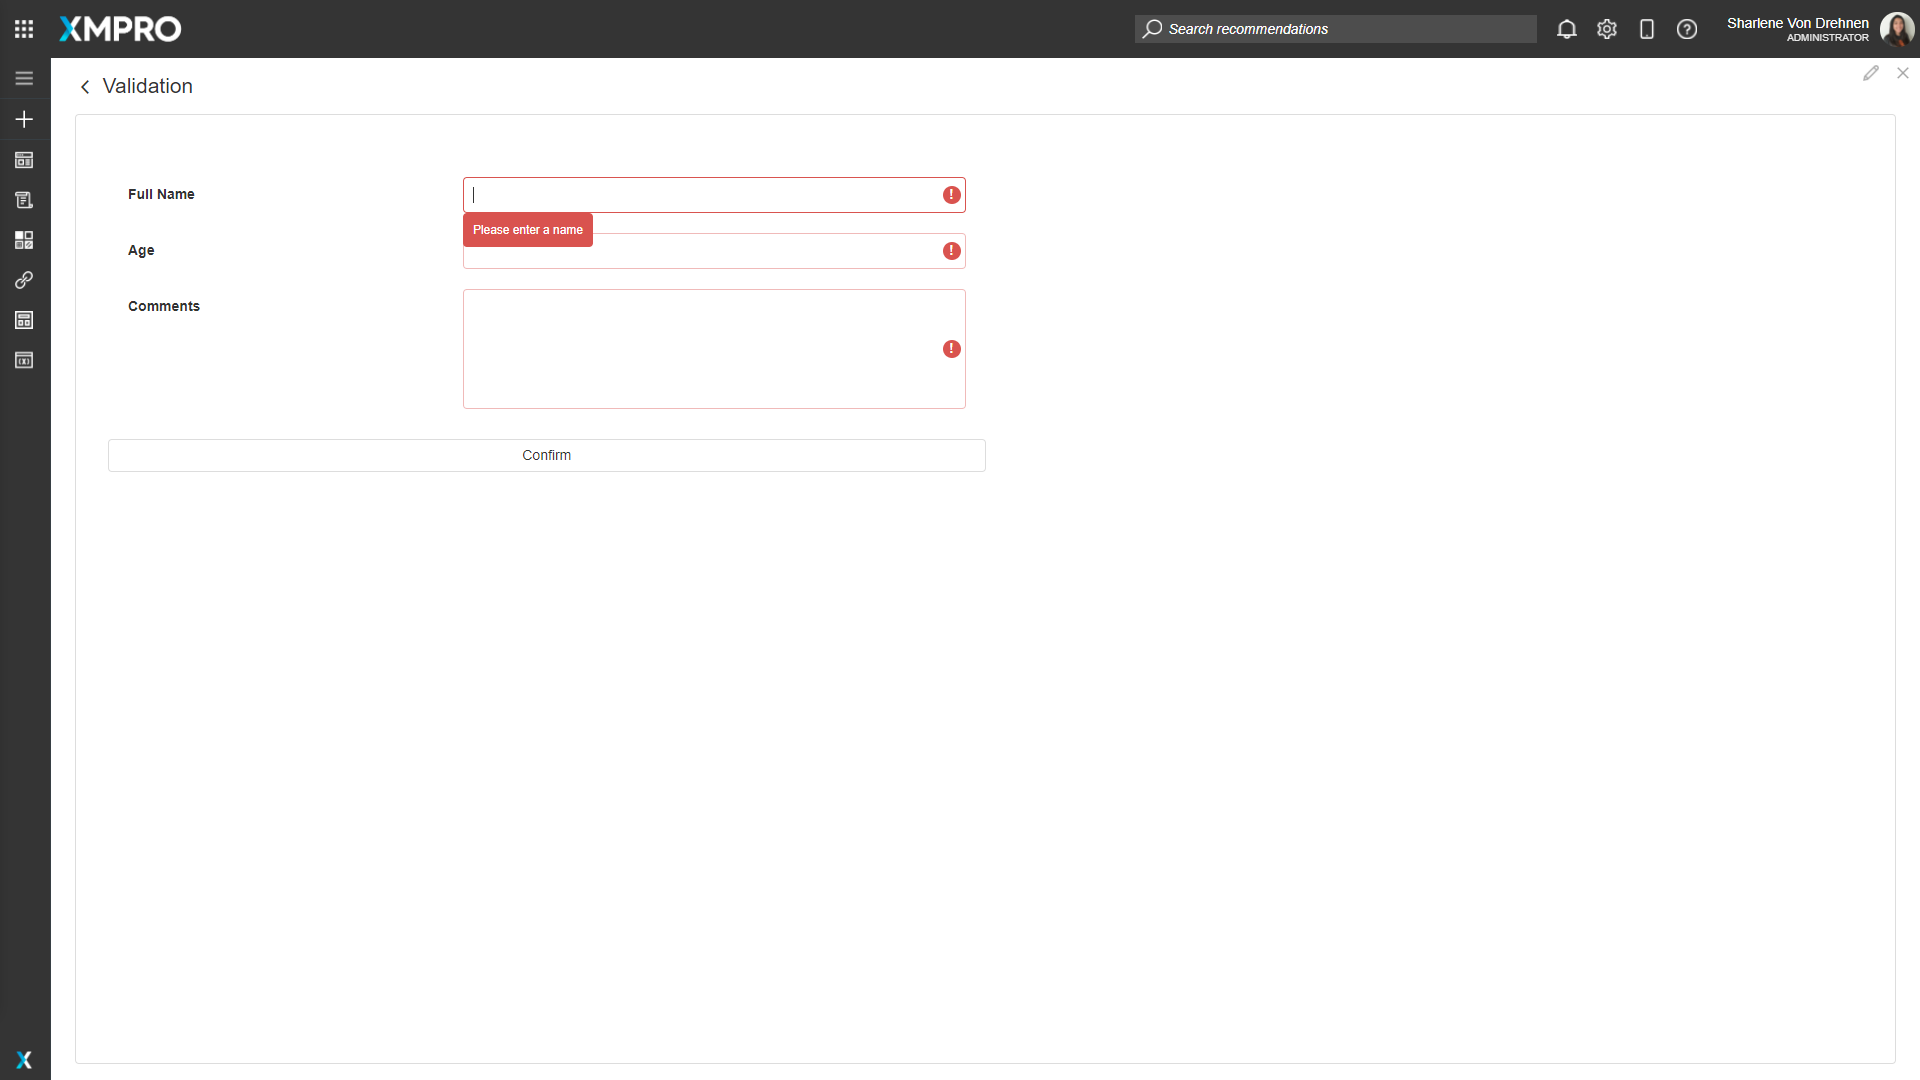 XMPRO
Search recommendations
Sharlene Von Drehnen
ADMINISTRATOR
Validation
Full Name
Please enter a name
Age
Comments
Confirm